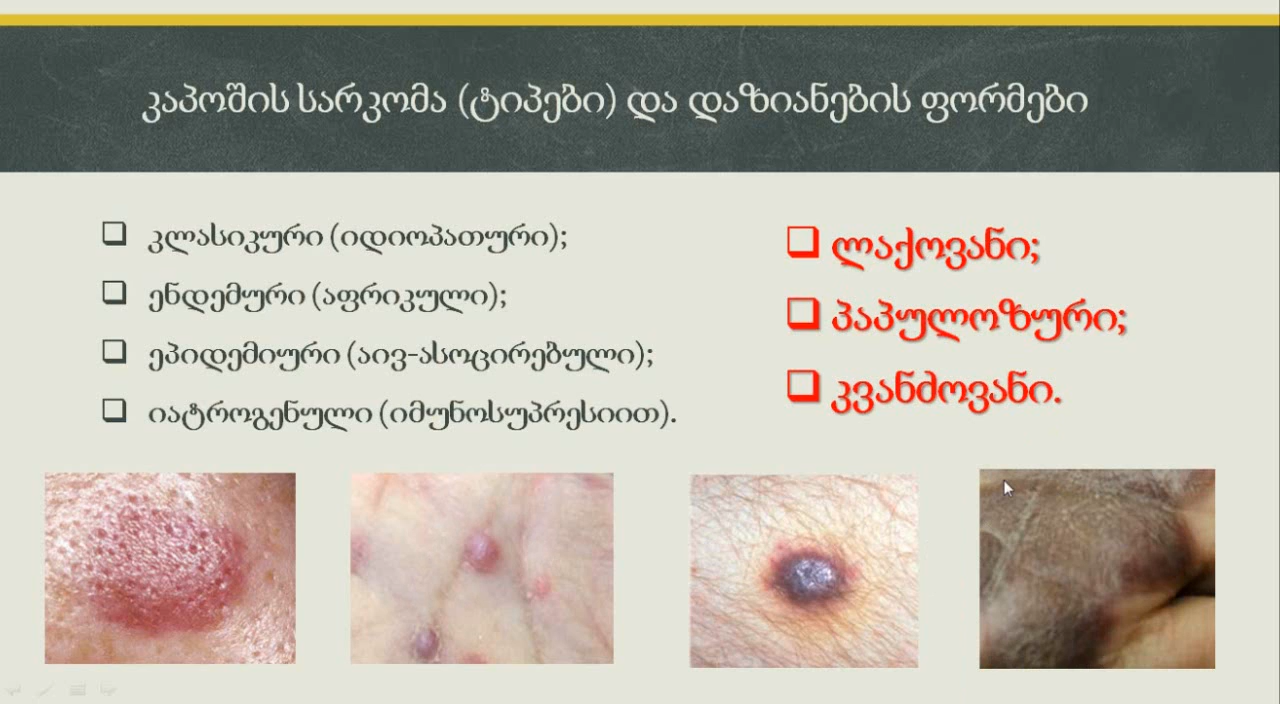 კაპოშის სარკომა (ტიპები) და დაზიანების ფორმები
კლასიკური (იდიოპათური);
ენდემური (აფრიკული);
ეპიდემიური (აივ-ასოცირებული);
იატროგენული (იმუნოსუპრესიით).
ლაქოვანი;
პაპულოზური;
კვანძოვანი.